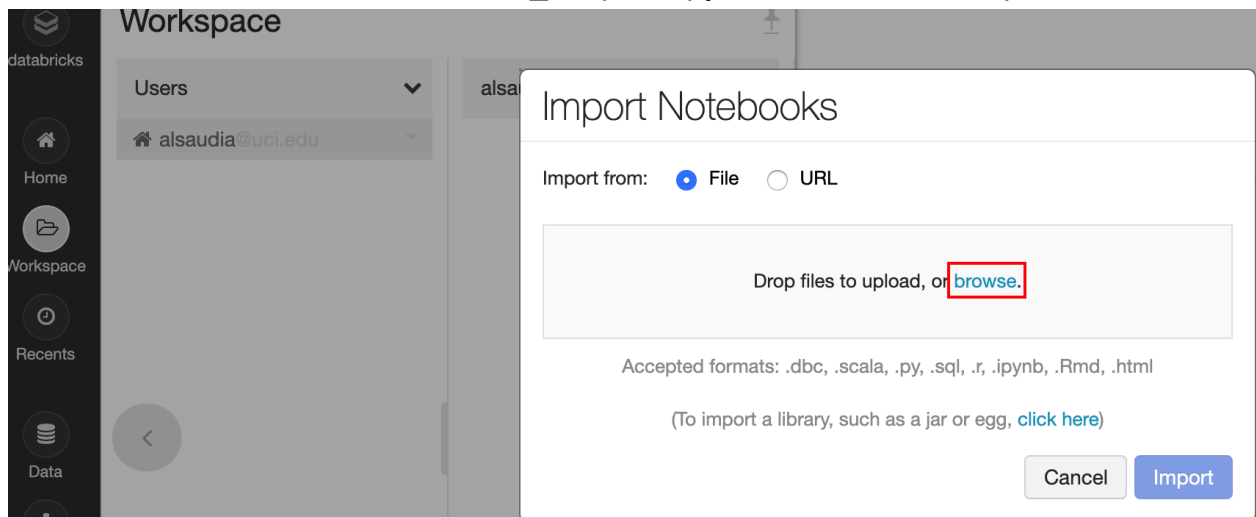 Workspace
databricks
Users
alsaudia@uci.edu
Home
Workspace
Recents
Data
Import Notebooks
Import from: File URL
Drop files to upload, or browse.
Accepted formats: .dbc, .scala, .py, .sql, .r, .ipynb, .Rmd, .html
(To import a library, such as a jar or egg, click here)
Cancel Import